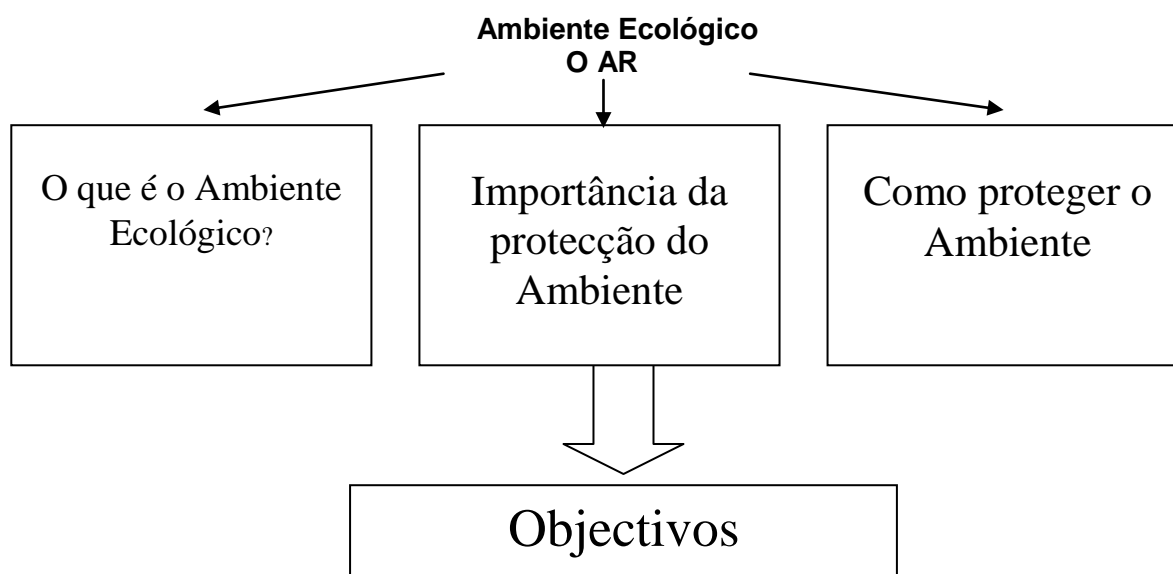 Ambiente Ecológico
O AR
O que é o Ambiente
Ecológico?
Importância da
protecção do
Ambiente
Como proteger o
Ambiente
Objectivos